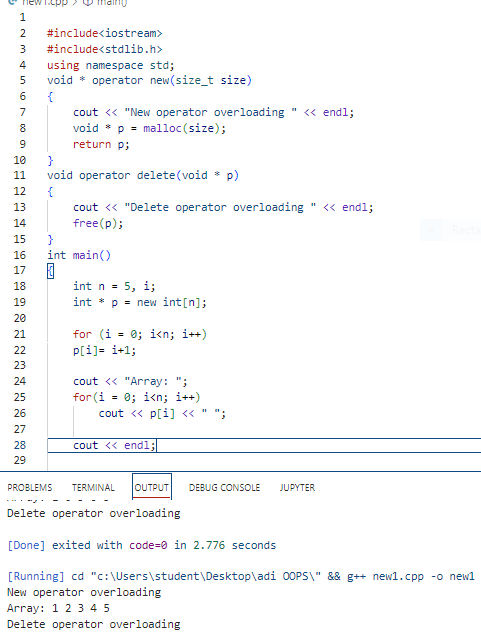 new1.cpp > main()
1
2 #include<iostream>
3 #include<stdlib.h>
4 using namespace std;
5 void * operator new(size_t size)
6 {
7 cout << "New operator overloading " << endl;
8 void * p = malloc(size);
9 return p;
10 }
11 void operator delete(void * p)
12 {
13 cout << "Delete operator overloading " << endl;
14 free(p);
15 }
16 int main()
17 {
18 int n = 5, i;
19 int * p = new int[n];
20
21 for (i = 0; i<n; i++)
22 p[i]= i+1;
23
24 cout << "Array: ";
25 for(i = 0; i<n; i++)
26 cout << p[i] << " ";
27
28 cout << endl;
29
PROBLEMS TERMINAL OUTPUT DEBUG CONSOLE JUPYTER
Delete operator overloading
[Done] exited with code=0 in 2.776 seconds
[Running] cd "c:\Users\student\Desktop\adi OOPS\" && g++ new1.cpp -o new1
New operator overloading
Array: 1 2 3 4 5
Delete operator overloading